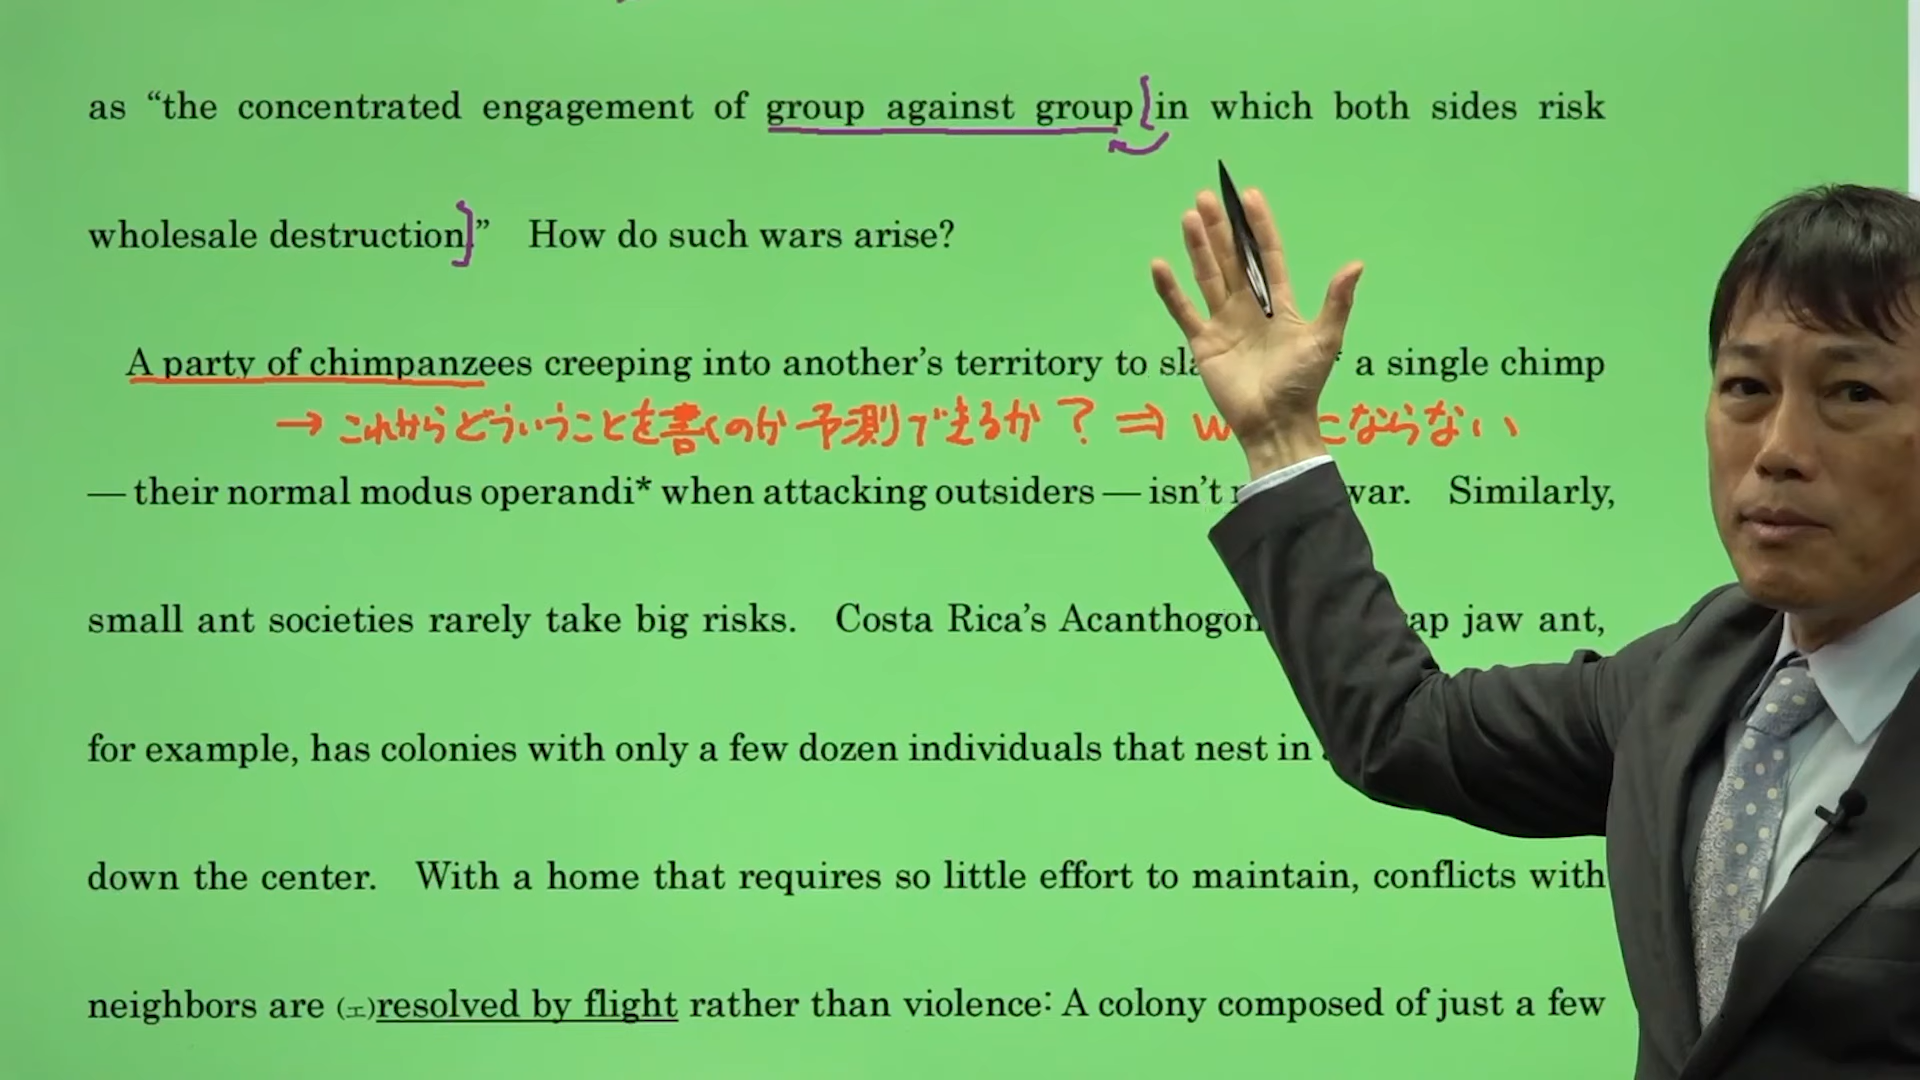 as “the concentrated engagement of group against group [in which both sides risk
wholesale destruction].” How do such wars arise?
A party of chimpanzees creeping into another’s territory to * a single chimp
→ これからどういうことを書くのか予測できるか？ ⇒ にならない
— their normal modus operandi* when attacking outsiders — isn’t war. Similarly,
small ant societies rarely take big risks. Costa Rica’s jaw ant,
for example, has colonies with only a few dozen individuals that nest in
down the center. With a home that requires so little effort to maintain, conflicts with
neighbors are (エ)resolved by flight rather than violence: A colony composed of just a few